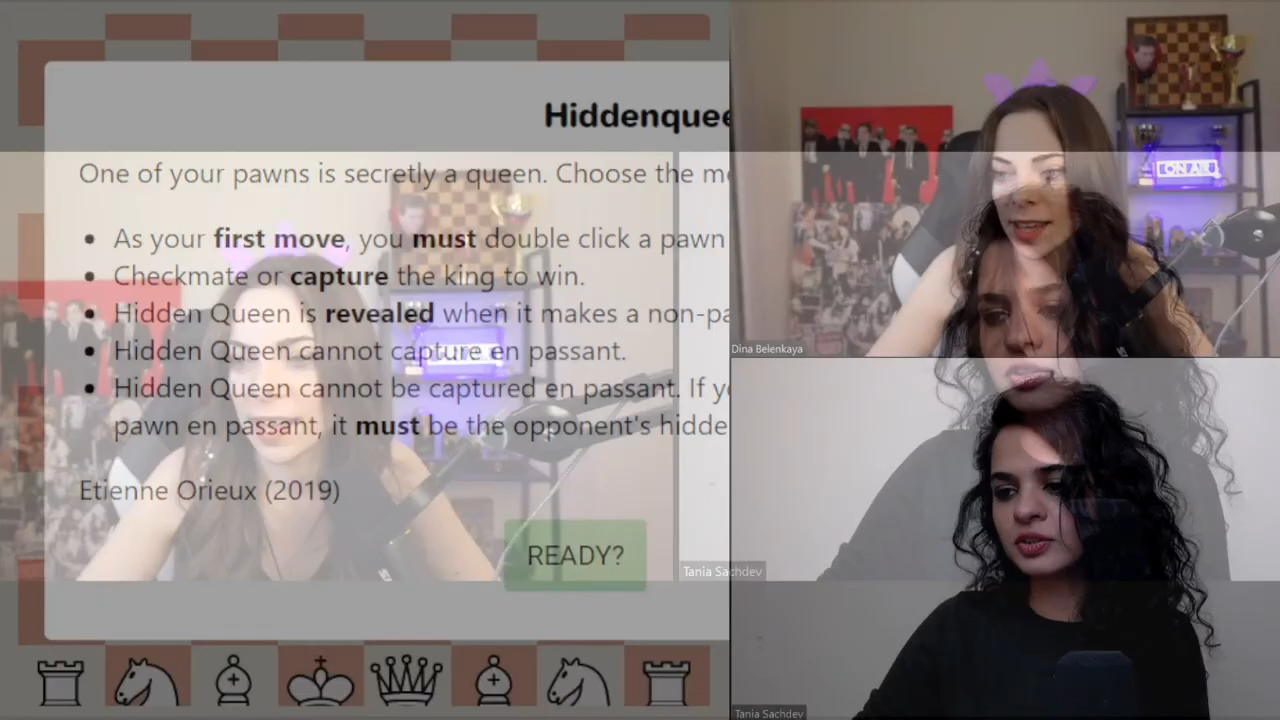 Hiddenquee
One of your pawns is secretly a queen. Choose the m
As your first move, you must double click a pawn
Checkmate or capture the king to win.
Hidden Queen is revealed when it makes a non-pa
Hidden Queen cannot capture en passant.
Hidden Queen cannot be captured en passant. If y
pawn en passant, it must be the opponent's hidde
Etienne Orieux (2019)
READY?
ON AIR
Dina Belenkaya
Tania Sachdev
Tania Sachdev